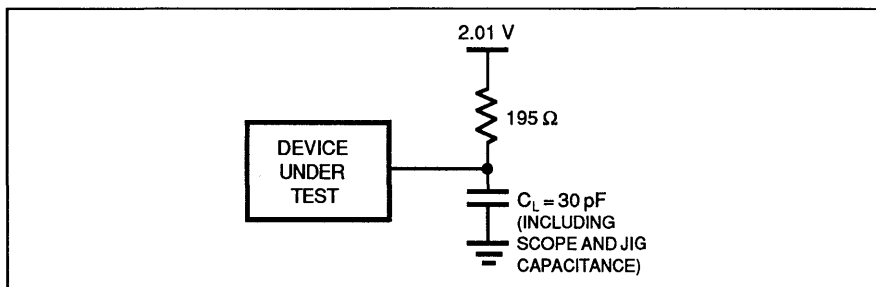 2.01 V
195 Ω
DEVICE
UNDER
TEST
C_L = 30 pF
(INCLUDING
SCOPE AND JIG
CAPACITANCE)